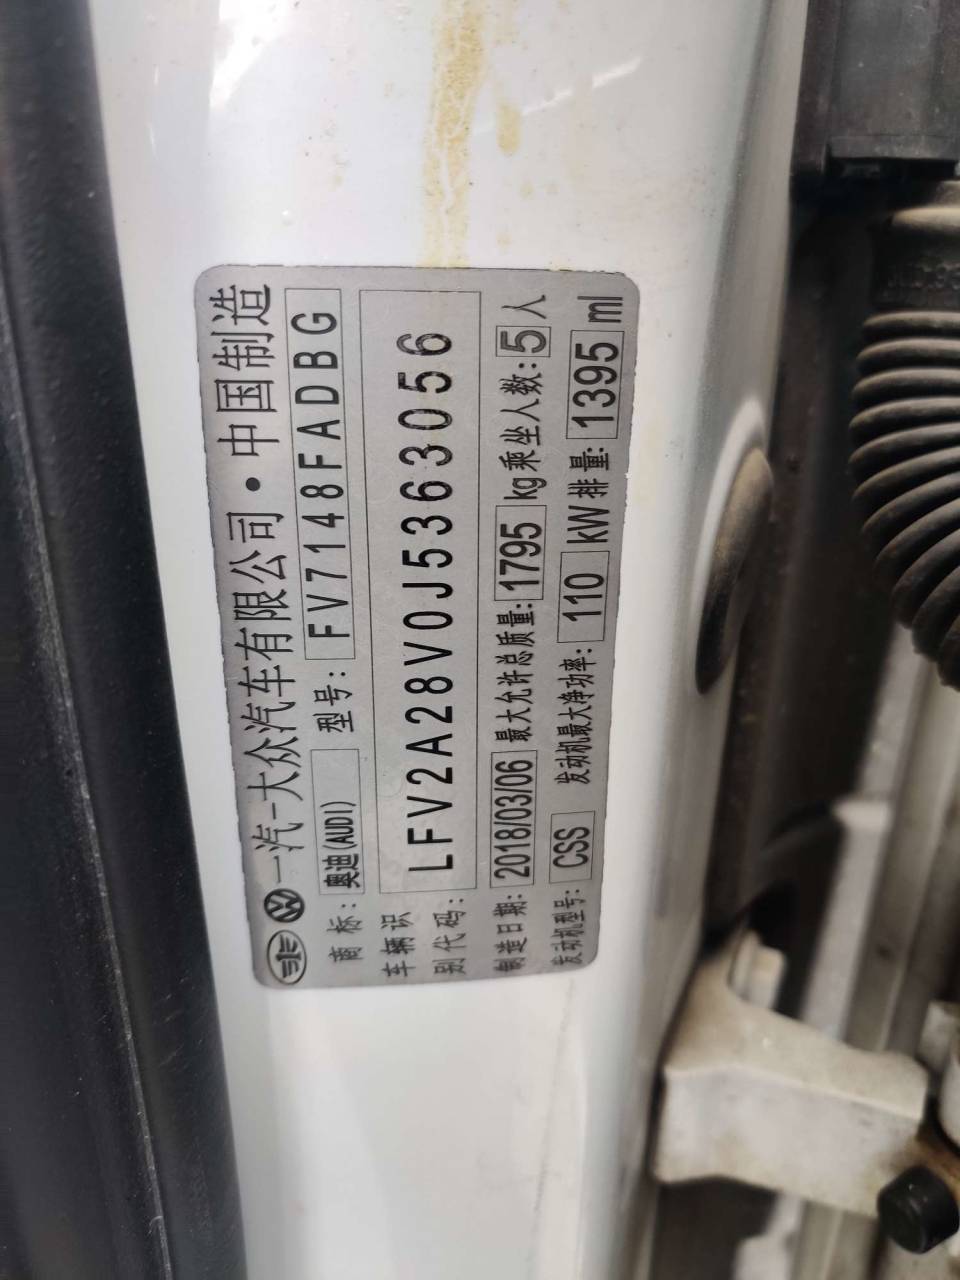 一汽-大众汽车有限公司·中国制造
商标: 奥迪(AUDI) 型号: FV7148FADBG
车辆识别代码: LFV2A28V0J5363056
制造日期: 2018/03/06 最大允许总质量: 1795 kg 乘坐人数: 5 人
发动机型号: CSS 发动机最大净功率: 110 kW 排量: 1395 ml